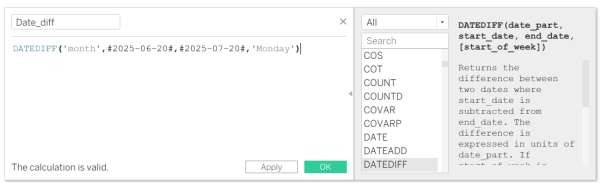 Date_diff
DATEDIFF('month',#2025-06-20#,#2025-07-20#,'Monday')
The calculation is valid.
Apply
OK
All
Search
COS
COT
COUNT
COUNTD
COVAR
COVARP
DATE
DATEADD
DATEDIFF
DATEDIFF(date_part,
start_date, end_date,
[start_of_week])
Returns the
difference between
two dates where
start_date is
subtracted from
end_date. The
difference is
expressed in units of
date_part. If
start_of_week is